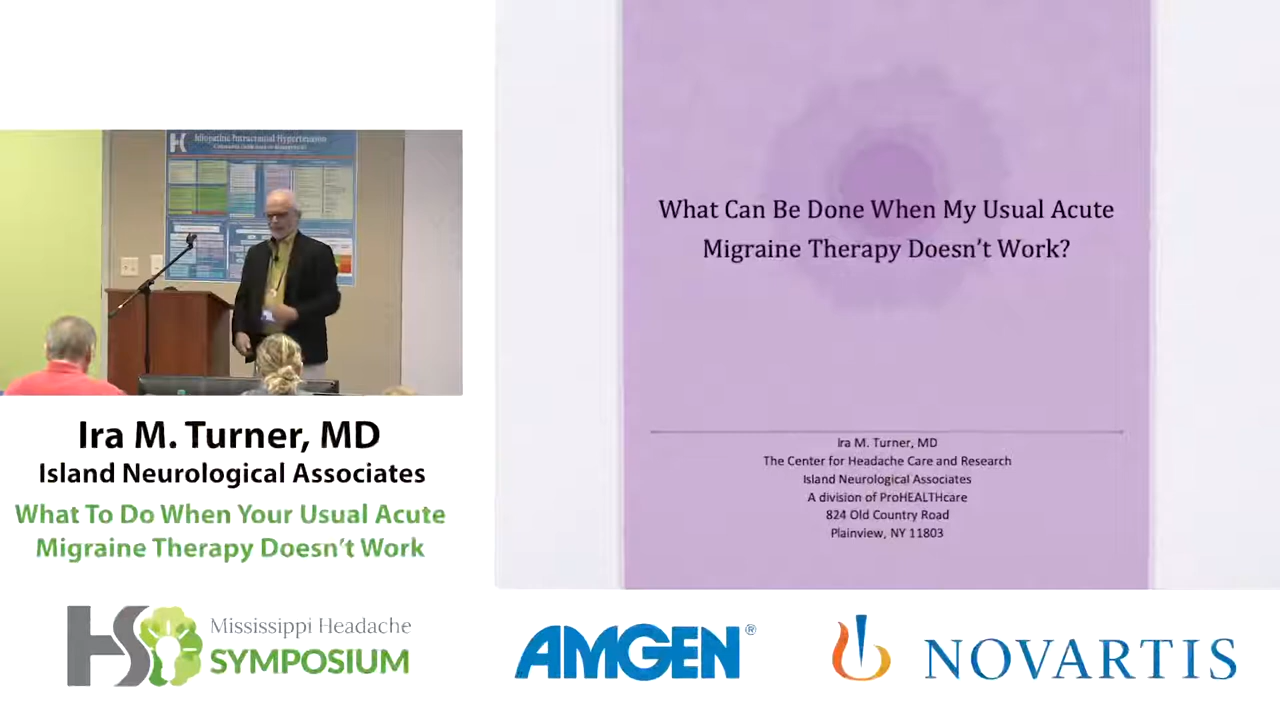 Idiopathic Intracranial Hypertension
Ira M. Turner, MD
Island Neurological Associates
What To Do When Your Usual Acute
Migraine Therapy Doesn't Work
What Can Be Done When My Usual Acute
Migraine Therapy Doesn’t Work?
Ira M. Turner, MD
The Center for Headache Care and Research
Island Neurological Associates
A division of ProHEALTHcare
824 Old Country Road
Plainview, NY 11803
HS
Mississippi Headache
SYMPOSIUM
AMGEN®
NOVARTIS